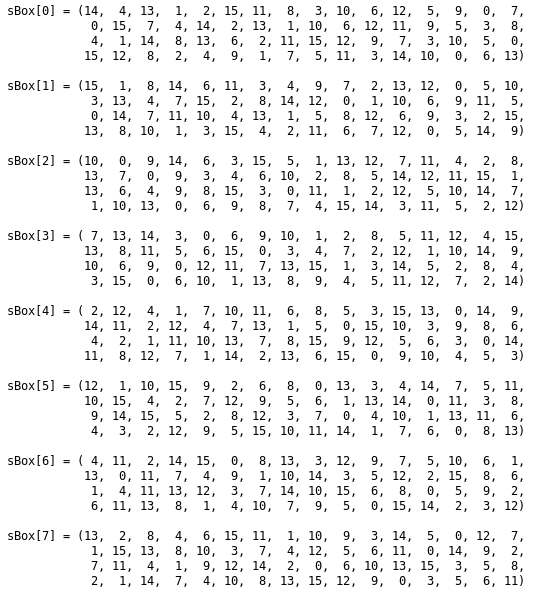 sBox[0] = (14,  4, 13,  1,  2, 15, 11,  8,  3, 10,  6, 12,  5,  9,  0,  7,
            0, 15,  7,  4, 14,  2, 13,  1, 10,  6, 12, 11,  9,  5,  3,  8,
            4,  1, 14,  8, 13,  6,  2, 11, 15, 12,  9,  7,  3, 10,  5,  0,
           15, 12,  8,  2,  4,  9,  1,  7,  5, 11,  3, 14, 10,  0,  6, 13)
sBox[1] = (15,  1,  8, 14,  6, 11,  3,  4,  9,  7,  2, 13, 12,  0,  5, 10,
            3, 13,  4,  7, 15,  2,  8, 14, 12,  0,  1, 10,  6,  9, 11,  5,
            0, 14,  7, 11, 10,  4, 13,  1,  5,  8, 12,  6,  9,  3,  2, 15,
           13,  8, 10,  1,  3, 15,  4,  2, 11,  6,  7, 12,  0,  5, 14,  9)
sBox[2] = (10,  0,  9, 14,  6,  3, 15,  5,  1, 13, 12,  7, 11,  4,  2,  8,
           13,  7,  0,  9,  3,  4,  6, 10,  2,  8,  5, 14, 12, 11, 15,  1,
           13,  6,  4,  9,  8, 15,  3,  0, 11,  1,  2, 12,  5, 10, 14,  7,
            1, 10, 13,  0,  6,  9,  8,  7,  4, 15, 14,  3, 11,  5,  2, 12)
sBox[3] = ( 7, 13, 14,  3,  0,  6,  9, 10,  1,  2,  8,  5, 11, 12,  4, 15,
           13,  8, 11,  5,  6, 15,  0,  3,  4,  7,  2, 12,  1, 10, 14,  9,
           10,  6,  9,  0, 12, 11,  7, 13, 15,  1,  3, 14,  5,  2,  8,  4,
            3, 15,  0,  6, 10,  1, 13,  8,  9,  4,  5, 11, 12,  7,  2, 14)
sBox[4] = ( 2, 12,  4,  1,  7, 10, 11,  6,  8,  5,  3, 15, 13,  0, 14,  9,
           14, 11,  2, 12,  4,  7, 13,  1,  5,  0, 15, 10,  3,  9,  8,  6,
            4,  2,  1, 11, 10, 13,  7,  8, 15,  9, 12,  5,  6,  3,  0, 14,
           11,  8, 12,  7,  1, 14,  2, 13,  6, 15,  0,  9, 10,  4,  5,  3)
sBox[5] = (12,  1, 10, 15,  9,  2,  6,  8,  0, 13,  3,  4, 14,  7,  5, 11,
           10, 15,  4,  2,  7, 12,  9,  5,  6,  1, 13, 14,  0, 11,  3,  8,
            9, 14, 15,  5,  2,  8, 12,  3,  7,  0,  4, 10,  1, 13, 11,  6,
            4,  3,  2, 12,  9,  5, 15, 10, 11, 14,  1,  7,  6,  0,  8, 13)
sBox[6] = ( 4, 11,  2, 14, 15,  0,  8, 13,  3, 12,  9,  7,  5, 10,  6,  1,
           13,  0, 11,  7,  4,  9,  1, 10, 14,  3,  5, 12,  2, 15,  8,  6,
            1,  4, 11, 13, 12,  3,  7, 14, 10, 15,  6,  8,  0,  5,  9,  2,
            6, 11, 13,  8,  1,  4, 10,  7,  9,  5,  0, 15, 14,  2,  3, 12)
sBox[7] = (13,  2,  8,  4,  6, 15, 11,  1, 10,  9,  3, 14,  5,  0, 12,  7,
            1, 15, 13,  8, 10,  3,  7,  4, 12,  5,  6, 11,  0, 14,  9,  2,
            7, 11,  4,  1,  9, 12, 14,  2,  0,  6, 10, 13, 15,  3,  5,  8,
            2,  1, 14,  7,  4, 10,  8, 13, 15, 12,  9,  0,  3,  5,  6, 11)